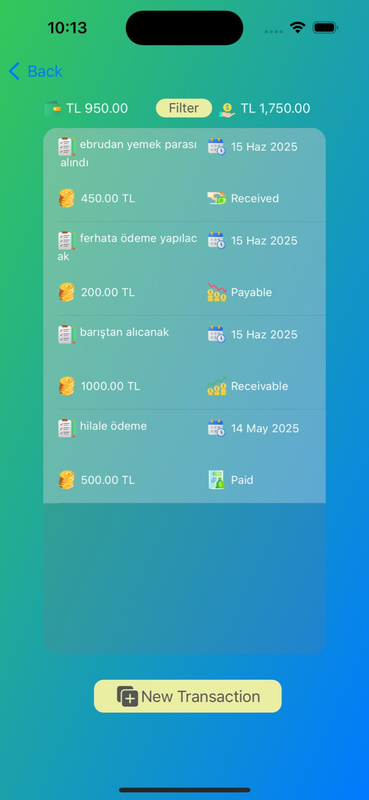 10:13
Back
TL 950.00 Filter TL 1,750.00
ebrudan yemek parası 15 Haz 2025
alındı
450.00 TL Received
ferhata ödeme yapılac 15 Haz 2025
ak
200.00 TL Payable
barıştan alıcanak 15 Haz 2025
1000.00 TL Receivable
hilale ödeme 14 May 2025
500.00 TL Paid
New Transaction